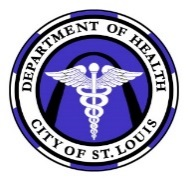 DEPARTMENT OF HEALTH
CITY OF ST. LOUIS